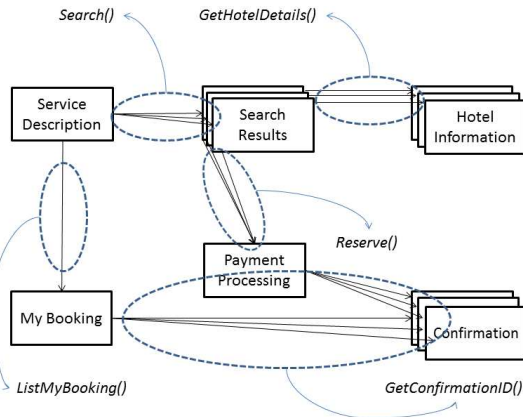 Search()
GetHotelDetails()
Service
Description
Search
Results
Hotel
Information
Reserve()
Payment
Processing
My Booking
Confirmation
ListMyBooking()
GetConfirmationID()